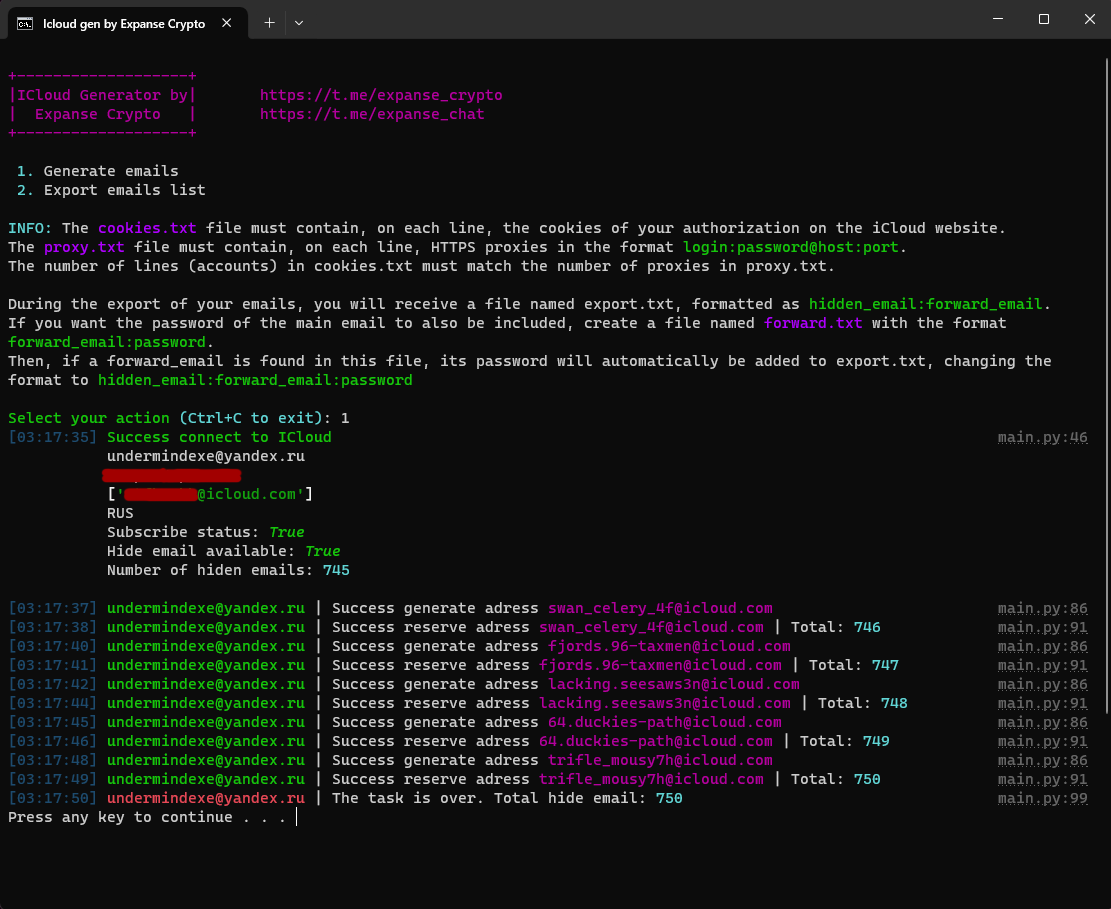 Icloud gen by Expanse Crypto
+-------------------+
|ICloud Generator by| https://t.me/expanse_crypto
| Expanse Crypto | https://t.me/expanse_chat
+-------------------+
1. Generate emails
2. Export emails list
INFO: The cookies.txt file must contain, on each line, the cookies of your authorization on the iCloud website.
The proxy.txt file must contain, on each line, HTTPS proxies in the format login:password@host:port.
The number of lines (accounts) in cookies.txt must match the number of proxies in proxy.txt.
During the export of your emails, you will receive a file named export.txt, formatted as hidden_email:forward_email.
If you want the password of the main email to also be included, create a file named forward.txt with the format
forward_email:password.
Then, if a forward_email is found in this file, its password will automatically be added to export.txt, changing the
format to hidden_email:forward_email:password
Select your action (Ctrl+C to exit): 1
[03:17:35] Success connect to ICloud main.py:46
undermindexe@yandex.ru
['@icloud.com']
RUS
Subscribe status: True
Hide email available: True
Number of hiden emails: 745
[03:17:37] undermindexe@yandex.ru | Success generate adress swan_celery_4f@icloud.com main.py:86
[03:17:38] undermindexe@yandex.ru | Success reserve adress swan_celery_4f@icloud.com | Total: 746 main.py:91
[03:17:40] undermindexe@yandex.ru | Success generate adress fjords.96-taxmen@icloud.com main.py:86
[03:17:41] undermindexe@yandex.ru | Success reserve adress fjords.96-taxmen@icloud.com | Total: 747 main.py:91
[03:17:42] undermindexe@yandex.ru | Success generate adress lacking.seesaws3n@icloud.com main.py:86
[03:17:44] undermindexe@yandex.ru | Success reserve adress lacking.seesaws3n@icloud.com | Total: 748 main.py:91
[03:17:45] undermindexe@yandex.ru | Success generate adress 64.duckies-path@icloud.com main.py:86
[03:17:46] undermindexe@yandex.ru | Success reserve adress 64.duckies-path@icloud.com | Total: 749 main.py:91
[03:17:48] undermindexe@yandex.ru | Success generate adress trifle_mousy7h@icloud.com main.py:86
[03:17:49] undermindexe@yandex.ru | Success reserve adress trifle_mousy7h@icloud.com | Total: 750 main.py:91
[03:17:50] undermindexe@yandex.ru | The task is over. Total hide email: 750 main.py:99
Press any key to continue . . .